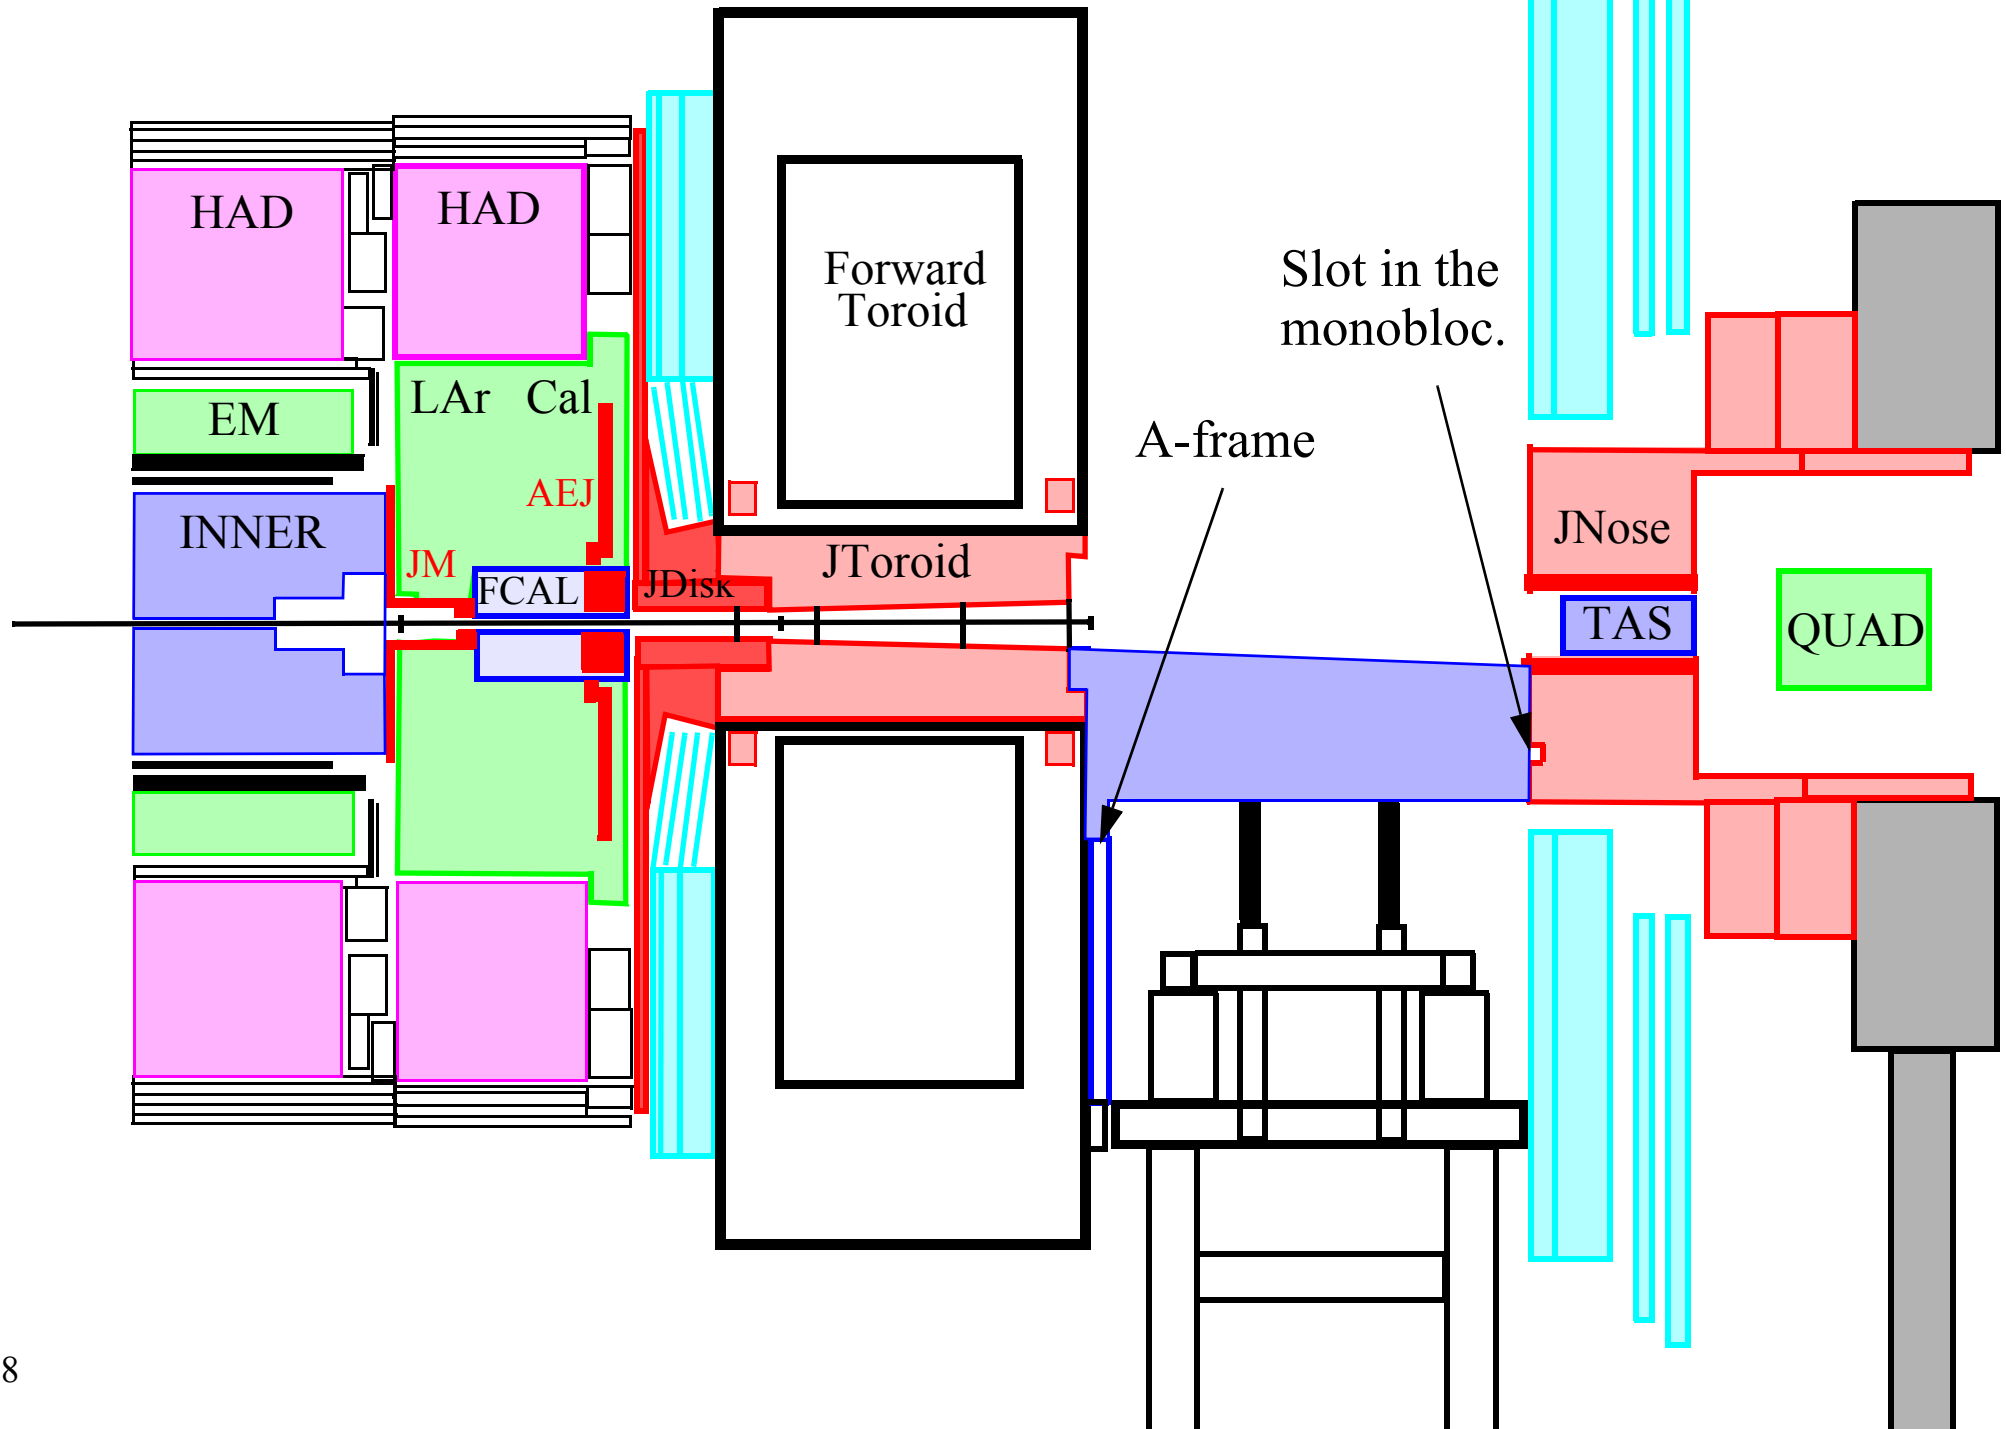 HAD
HAD
Forward
Toroid
Slot in the
monobloc.
LAr Cal
EM
A-frame
AEJ
INNER
JNose
JM
JToroid
FCAL
JDisk
TAS
QUAD
8